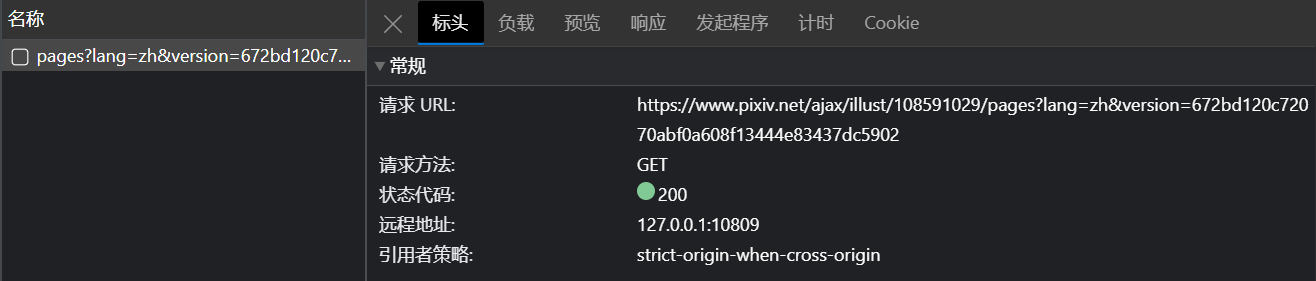 名称
pages?lang=zh&version=672bd120c7...
标头 负载 预览 响应 发起程序 计时 Cookie
常规
请求 URL: https://www.pixiv.net/ajax/illust/108591029/pages?lang=zh&version=672bd120c720
70abf0a608f13444e83437dc5902
请求方法: GET
状态代码: 200
远程地址: 127.0.0.1:10809
引用者策略: strict-origin-when-cross-origin